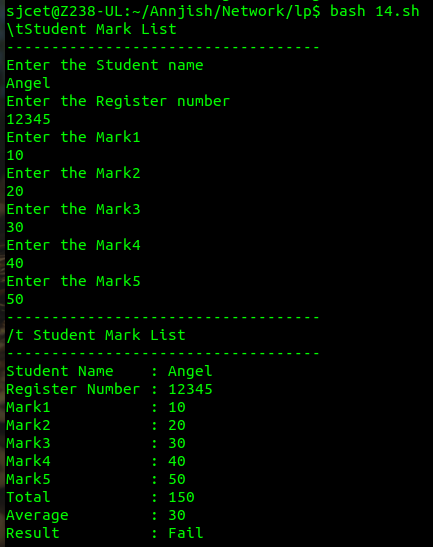 sjcet@Z238-UL:~/Annjish/Network/lp$ bash 14.sh
\tStudent Mark List
-----------------------------------
Enter the Student name
Angel
Enter the Register number
12345
Enter the Mark1
10
Enter the Mark2
20
Enter the Mark3
30
Enter the Mark4
40
Enter the Mark5
50
-----------------------------------
/t Student Mark List
-----------------------------------
Student Name    : Angel
Register Number : 12345
Mark1           : 10
Mark2           : 20
Mark3           : 30
Mark4           : 40
Mark5           : 50
Total           : 150
Average         : 30
Result          : Fail